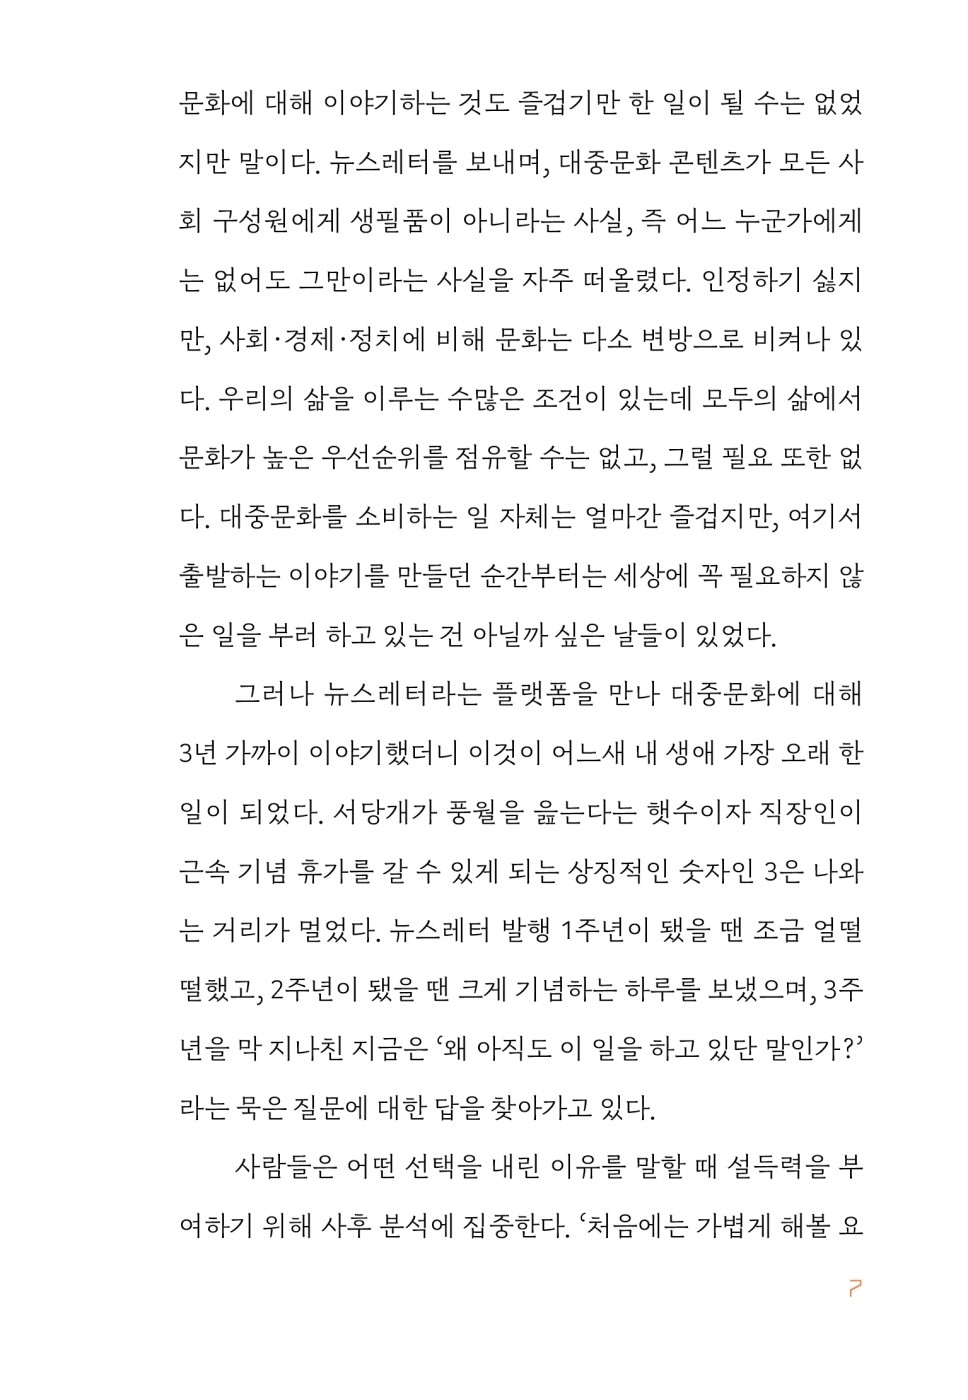 문화에 대해 이야기하는 것도 즐겁기만 한 일이 될 수는 없었
지만 말이다. 뉴스레터를 보내며, 대중문화 콘텐츠가 모든 사
회 구성원에게 생필품이 아니라는 사실, 즉 어느 누군가에게
는 없어도 그만이라는 사실을 자주 떠올렸다. 인정하기 싫지
만, 사회·경제·정치에 비해 문화는 다소 변방으로 비켜나 있
다. 우리의 삶을 이루는 수많은 조건이 있는데 모두의 삶에서
문화가 높은 우선순위를 점유할 수는 없고, 그럴 필요 또한 없
다. 대중문화를 소비하는 일 자체는 얼마간 즐겁지만, 여기서
출발하는 이야기를 만들던 순간부터는 세상에 꼭 필요하지 않
은 일을 부러 하고 있는 건 아닐까 싶은 날들이 있었다.
그러나 뉴스레터라는 플랫폼을 만나 대중문화에 대해
3년 가까이 이야기했더니 이것이 어느새 내 생애 가장 오래 한
일이 되었다. 서당개가 풍월을 읊는다는 햇수이자 직장인이
근속 기념 휴가를 갈 수 있게 되는 상징적인 숫자인 3은 나와
는 거리가 멀었다. 뉴스레터 발행 1주년이 됐을 땐 조금 얼떨
떨했고, 2주년이 됐을 땐 크게 기념하는 하루를 보냈으며, 3주
년을 막 지나친 지금은 ‘왜 아직도 이 일을 하고 있단 말인가?’
라는 묵은 질문에 대한 답을 찾아가고 있다.
사람들은 어떤 선택을 내린 이유를 말할 때 설득력을 부
여하기 위해 사후 분석에 집중한다. ‘처음에는 가볍게 해볼 요
7